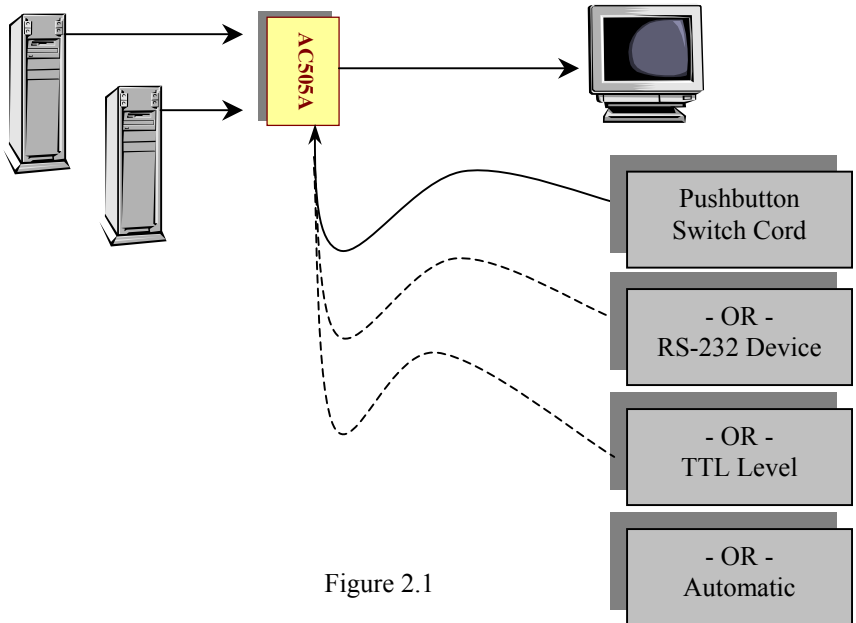 AC505A
Pushbutton
Switch Cord
- OR -
RS-232 Device
- OR -
TTL Level
- OR -
Automatic
Figure 2.1